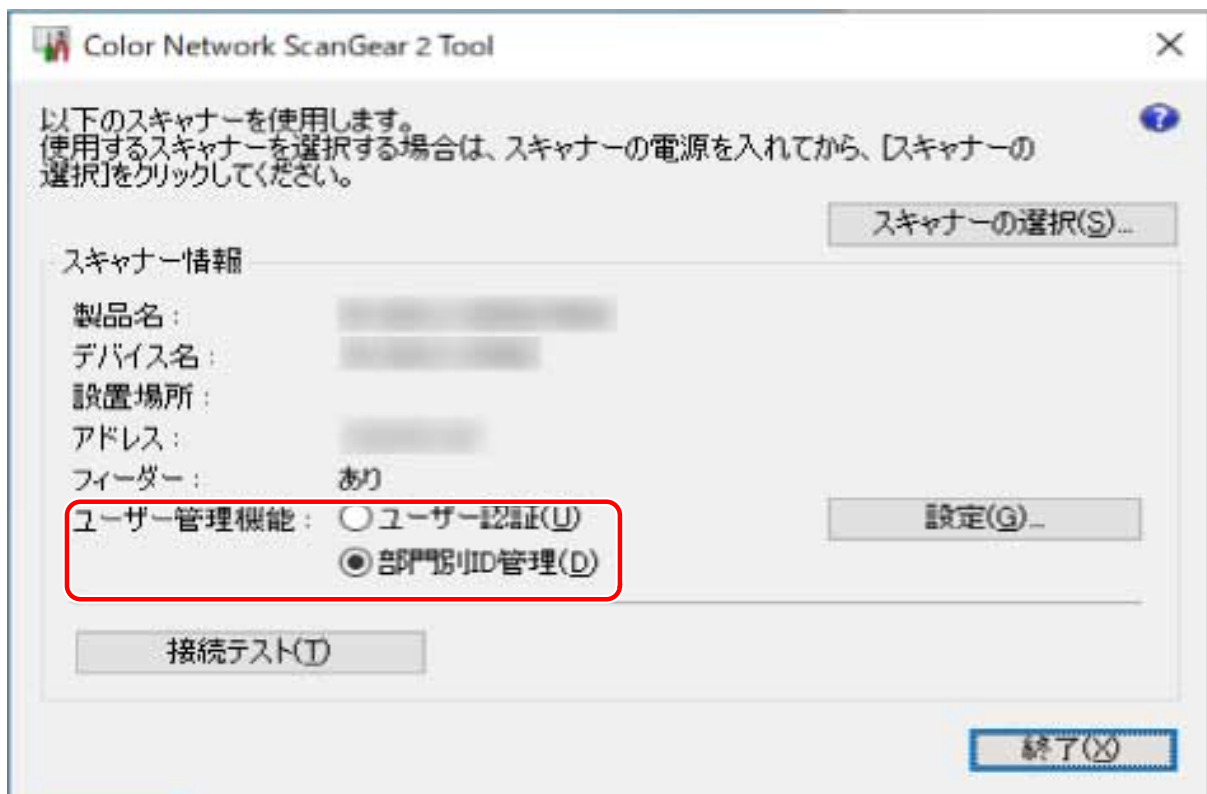 Color Network ScanGear 2 Tool
以下のスキャナーを使用します。
使用するスキャナーを選択する場合は、スキャナーの電源を入れてから、[スキャナーの
選択]をクリックしてください。
スキャナーの選択(S)...
スキャナー情報
製品名 :
デバイス名 :
設置場所 :
アドレス :
フィーダー : あり
ユーザー管理機能 : ユーザー認証(U) 設定(G)...
部門別ID管理(D)
接続テスト(T)
終了(X)